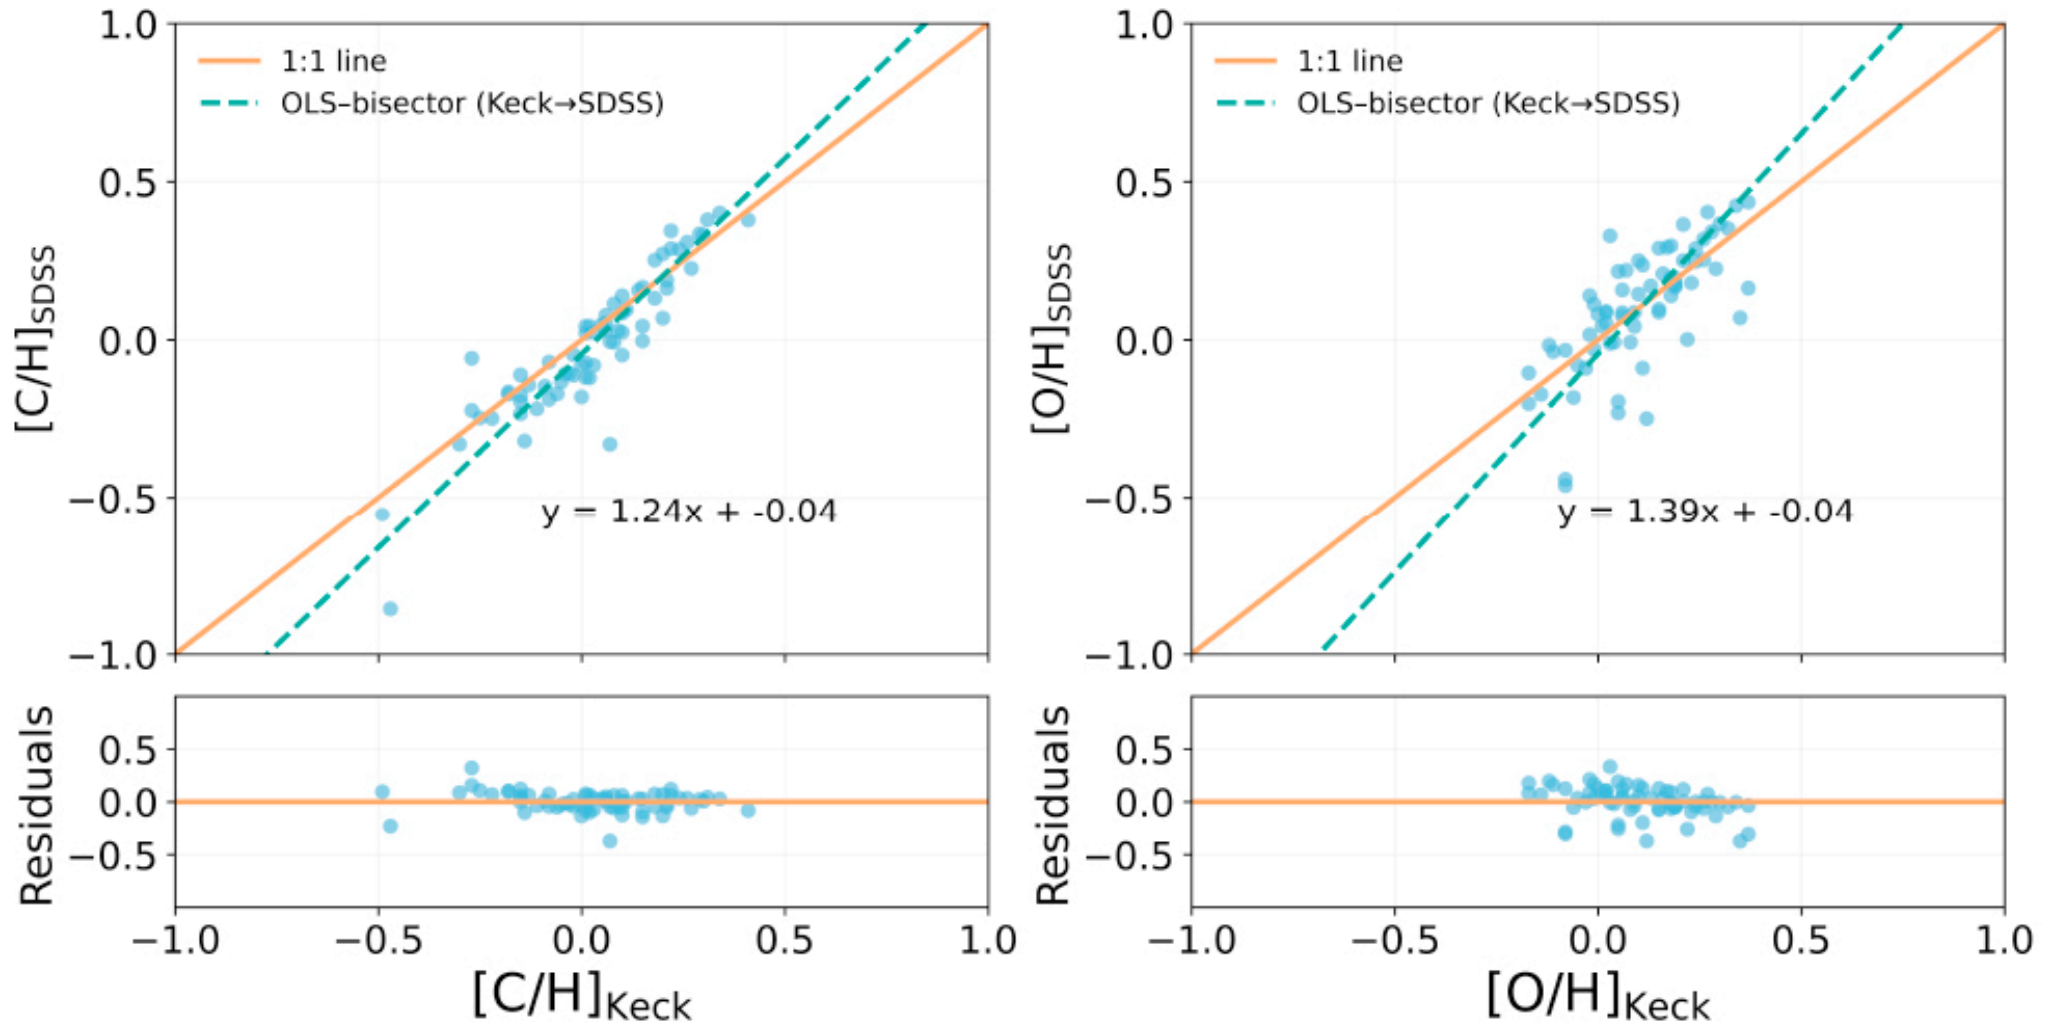 1.0
0.5
0.0
−0.5
−1.0
[C/H]SDSS
1:1 line
OLS–bisector (Keck→SDSS)
y = 1.24x + -0.04
0.5
0.0
−0.5
Residuals
−1.0 −0.5 0.0 0.5 1.0
[C/H]Keck
1.0
0.5
0.0
−0.5
−1.0
[O/H]SDSS
1:1 line
OLS–bisector (Keck→SDSS)
y = 1.39x + -0.04
0.5
0.0
−0.5
Residuals
−1.0 −0.5 0.0 0.5 1.0
[O/H]Keck